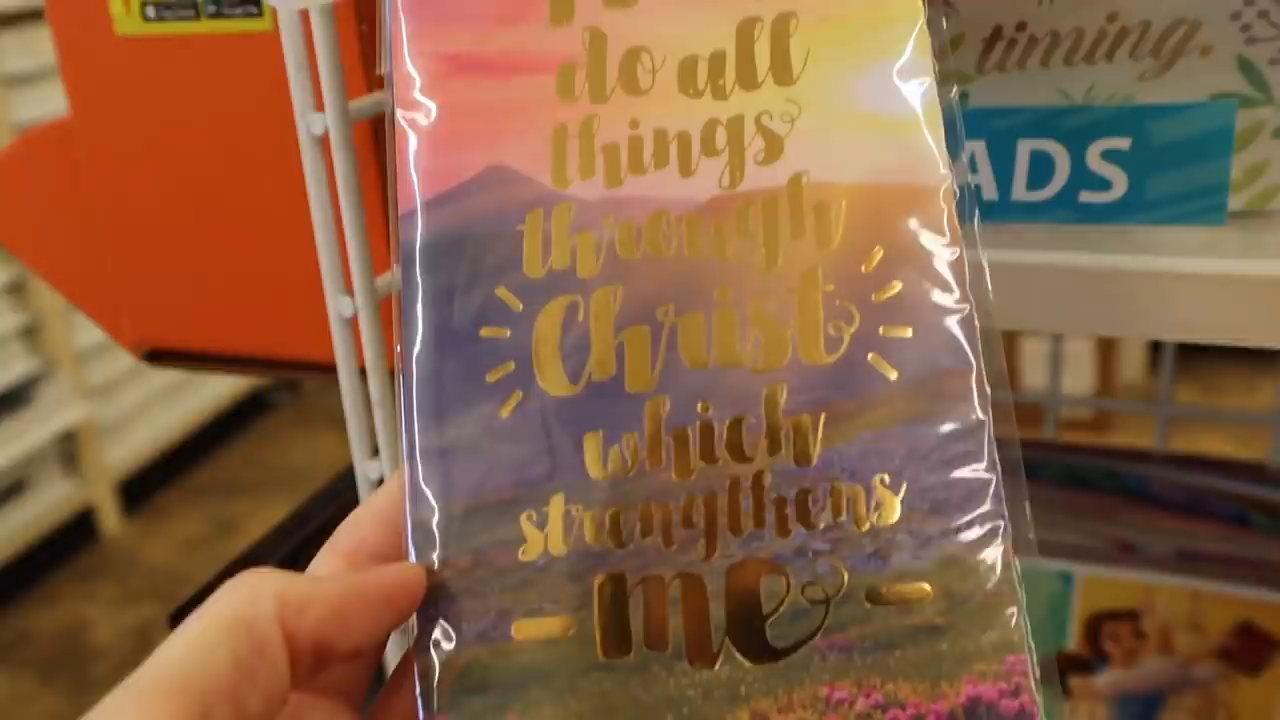 do all
things
through
Christ
which
strengthens
me
timing.
ADS